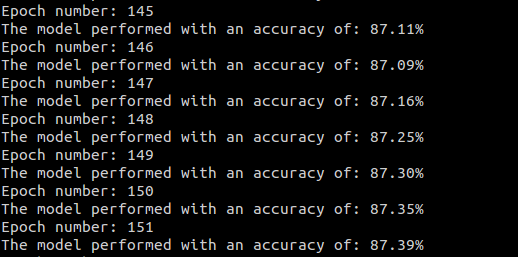 Epoch number: 145
The model performed with an accuracy of: 87.11%
Epoch number: 146
The model performed with an accuracy of: 87.09%
Epoch number: 147
The model performed with an accuracy of: 87.16%
Epoch number: 148
The model performed with an accuracy of: 87.25%
Epoch number: 149
The model performed with an accuracy of: 87.30%
Epoch number: 150
The model performed with an accuracy of: 87.35%
Epoch number: 151
The model performed with an accuracy of: 87.39%